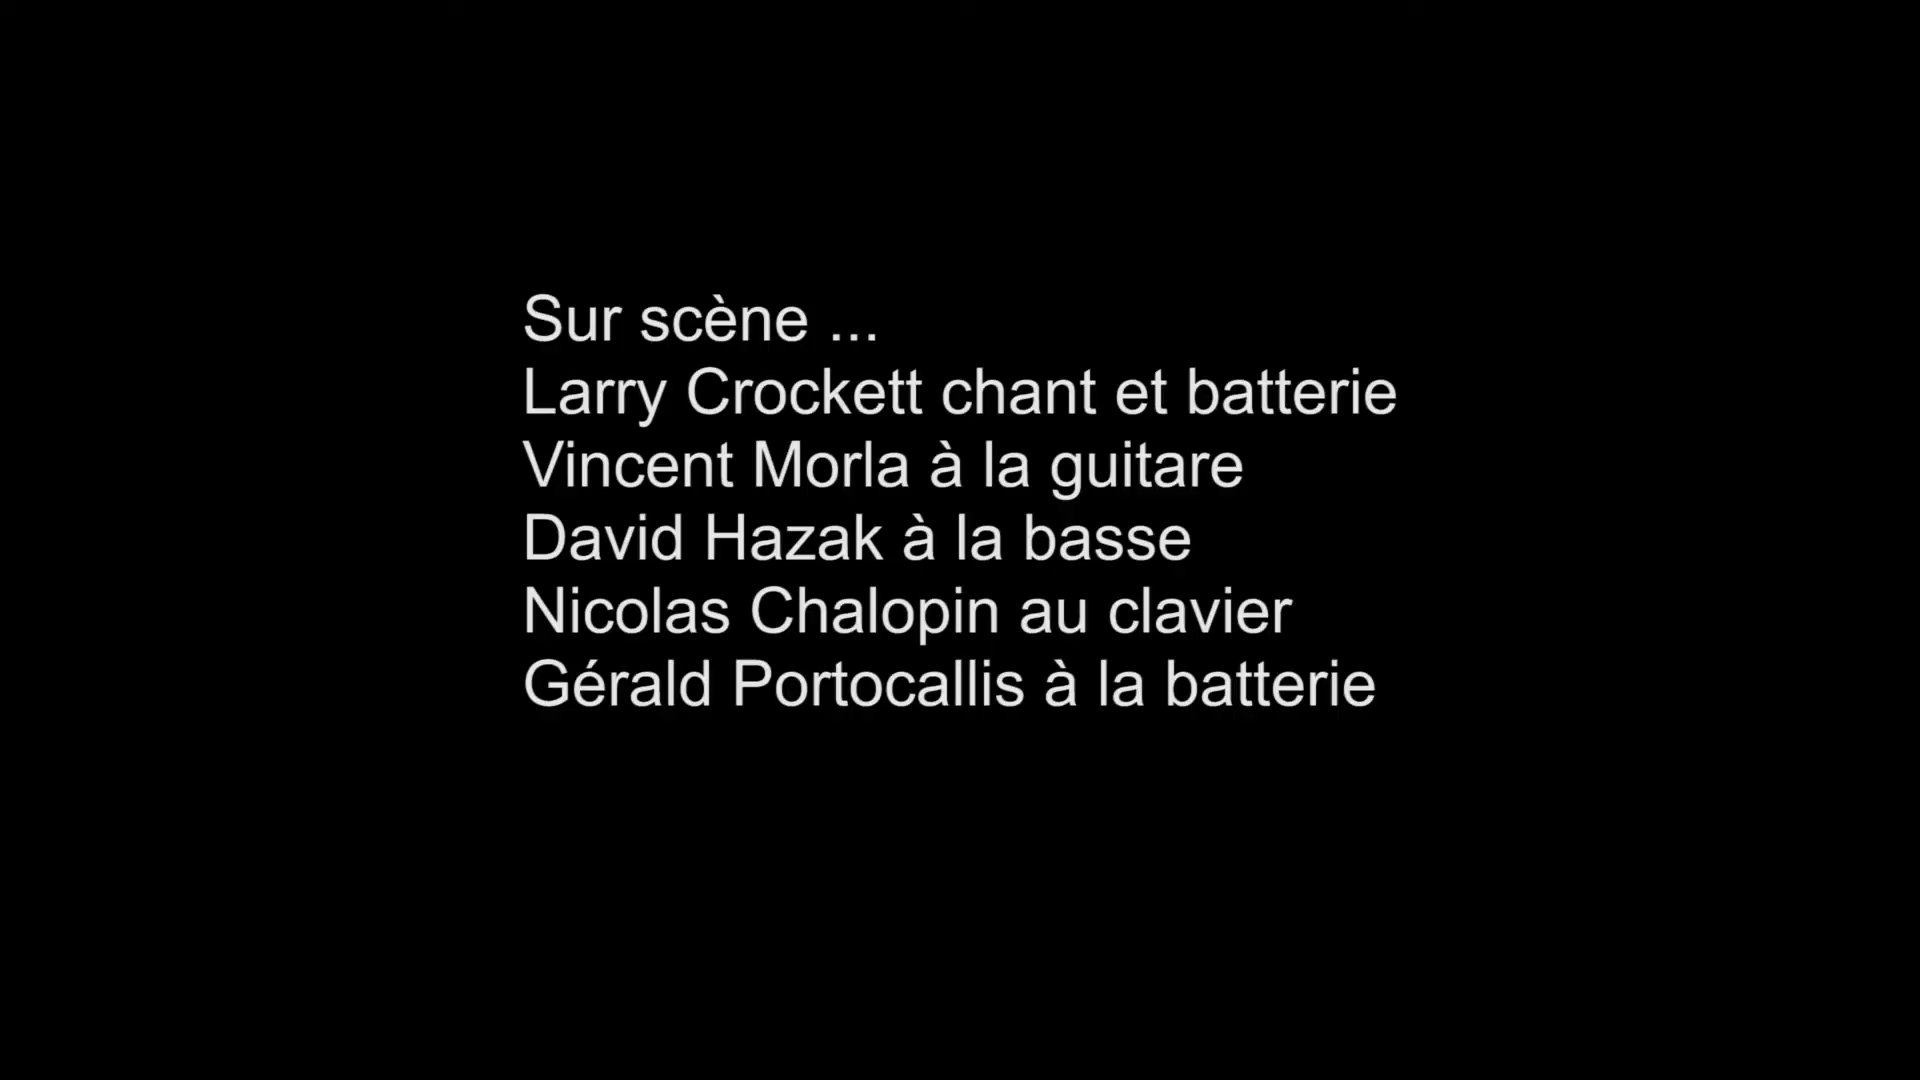 Sur scène ...
Larry Crockett chant et batterie
Vincent Morla à la guitare
David Hazak à la basse
Nicolas Chalopin au clavier
Gérald Portocallis à la batterie